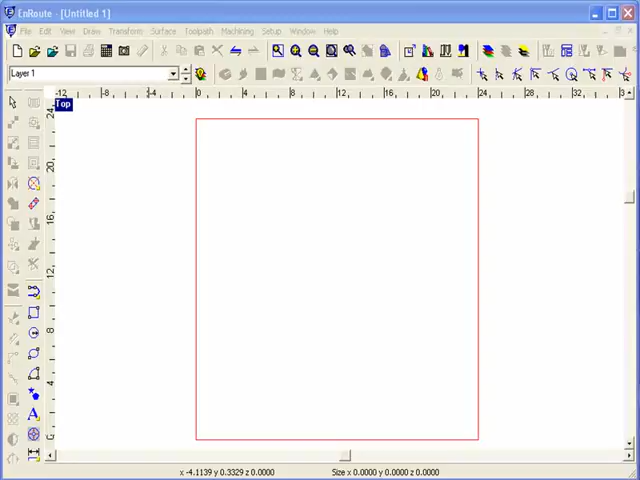 EnRoute - [Untitled 1]
File Edit View Draw Transform Surface Toolpath Machining Setup Window Help
Layer 1
-12 -8 -4 0 4 8 12 16 20 24 28 32
Top
24
20
16
12
8
4
A
x -4.1139 y 0.3329 z 0.0000 Size x 0.0000 y 0.0000 z 0.0000